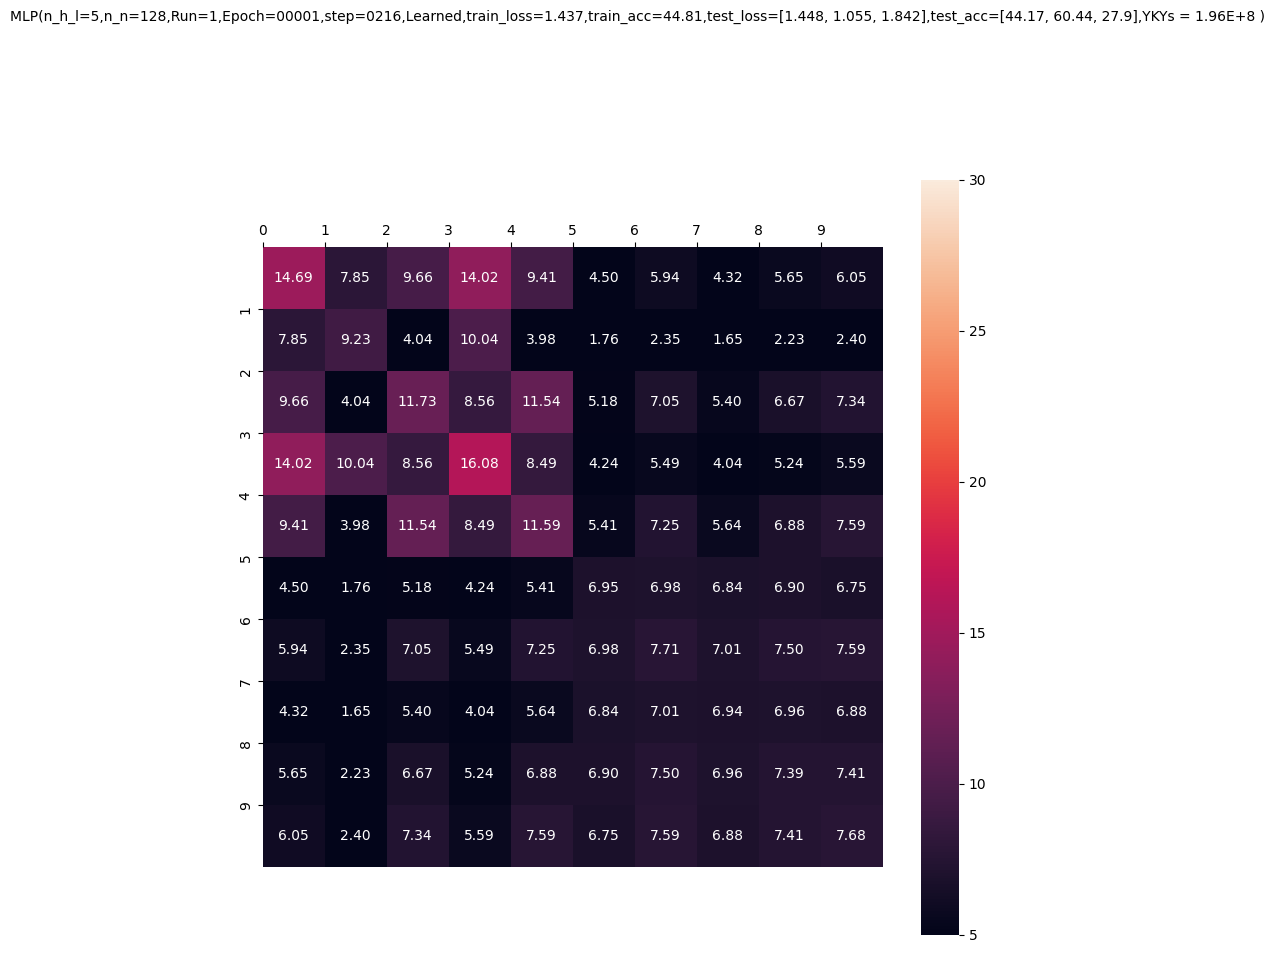 MLP(n_h_l=5,n_n=128,Run=1,Epoch=00001,step=0216,Learned,train_loss=1.437,train_acc=44.81,test_loss=[1.448, 1.055, 1.842],test_acc=[44.17, 60.44, 27.9],YKYs = 1.96E+8 )
30
0 1 2 3 4 5 6 7 8 9
14.69 7.85 9.66 14.02 9.41 4.50 5.94 4.32 5.65 6.05
1
7.85 9.23 4.04 10.04 3.98 1.76 2.35 1.65 2.23 2.40
25
2
9.66 4.04 11.73 8.56 11.54 5.18 7.05 5.40 6.67 7.34
3
14.02 10.04 8.56 16.08 8.49 4.24 5.49 4.04 5.24 5.59
20
4
9.41 3.98 11.54 8.49 11.59 5.41 7.25 5.64 6.88 7.59
5
4.50 1.76 5.18 4.24 5.41 6.95 6.98 6.84 6.90 6.75
6
15
5.94 2.35 7.05 5.49 7.25 6.98 7.71 7.01 7.50 7.59
7
4.32 1.65 5.40 4.04 5.64 6.84 7.01 6.94 6.96 6.88
8
5.65 2.23 6.67 5.24 6.88 6.90 7.50 6.96 7.39 7.41
10
9
6.05 2.40 7.34 5.59 7.59 6.75 7.59 6.88 7.41 7.68
5